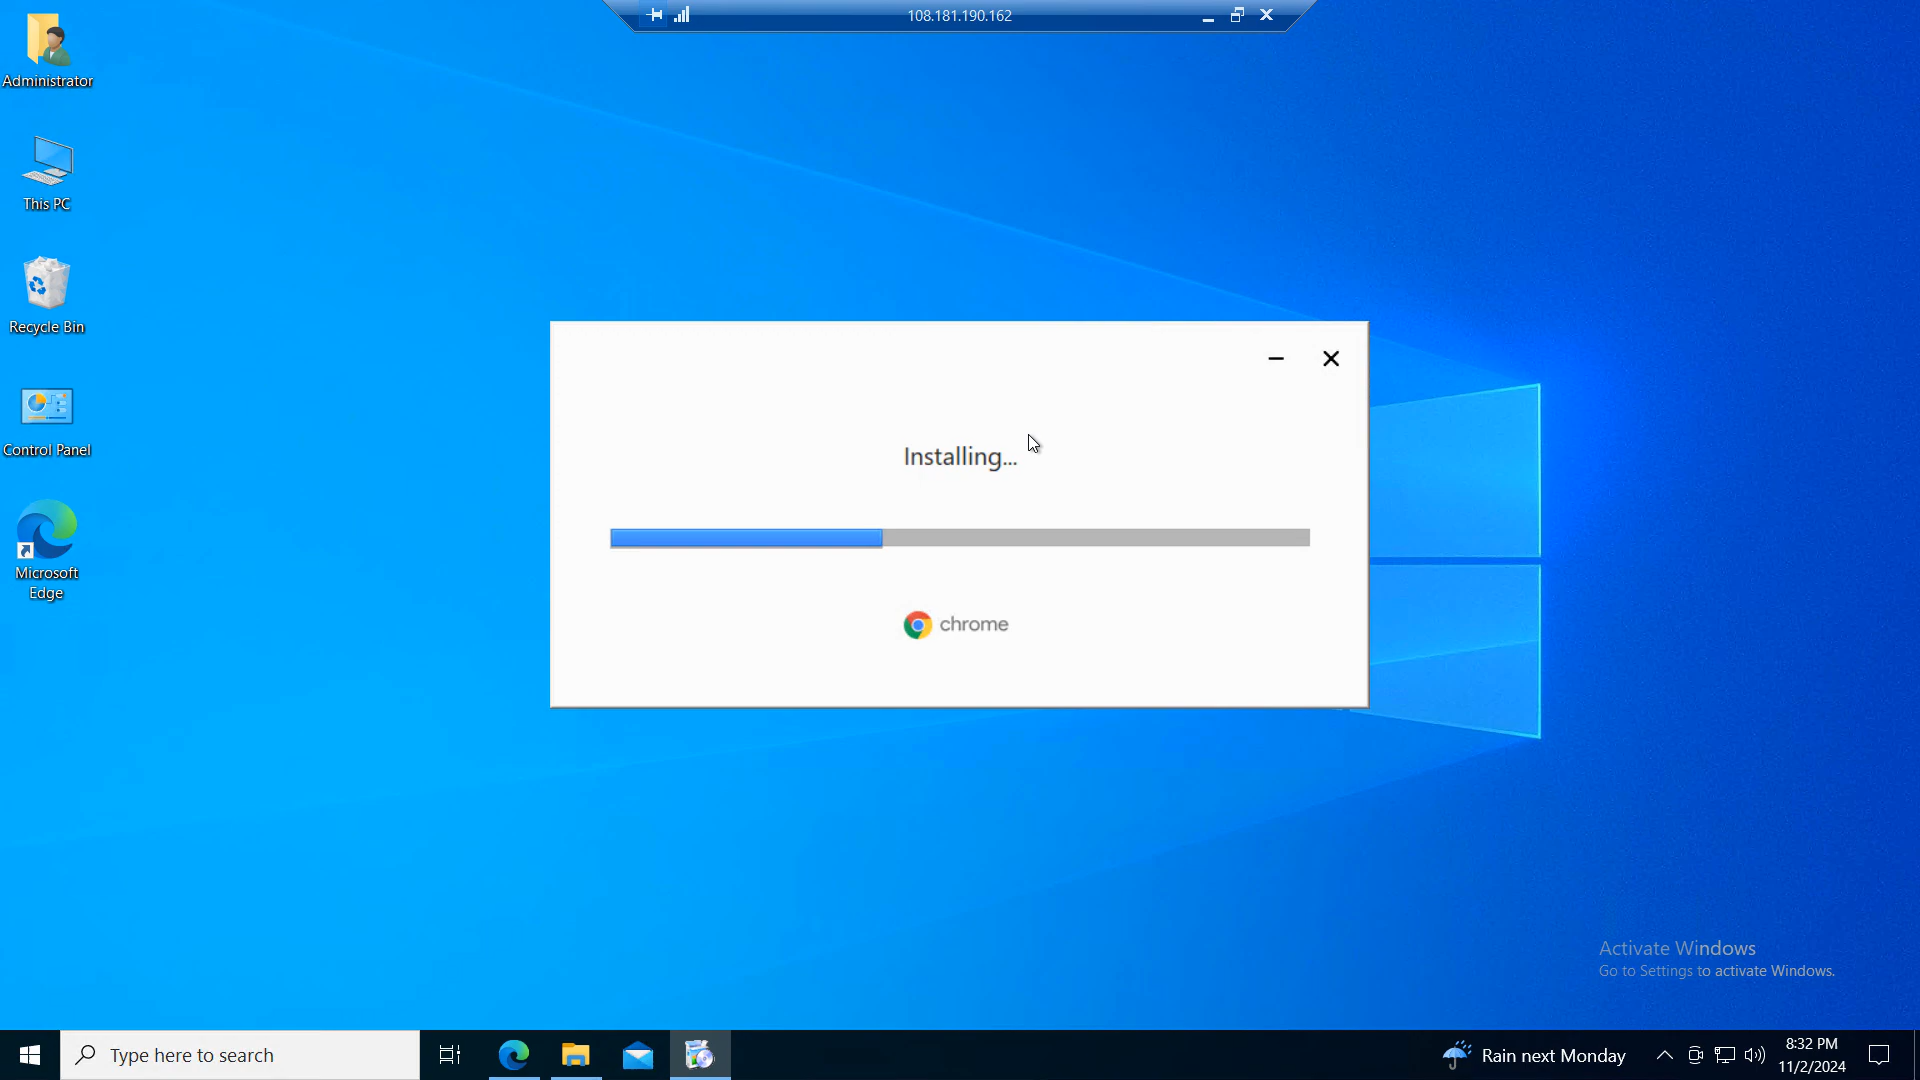 108.181.190.162
Administrator
This PC
Recycle Bin
Control Panel
Microsoft
Edge
Installing...
chrome
Activate Windows
Go to Settings to activate Windows.
Type here to search
Rain next Monday
8:32 PM
11/2/2024